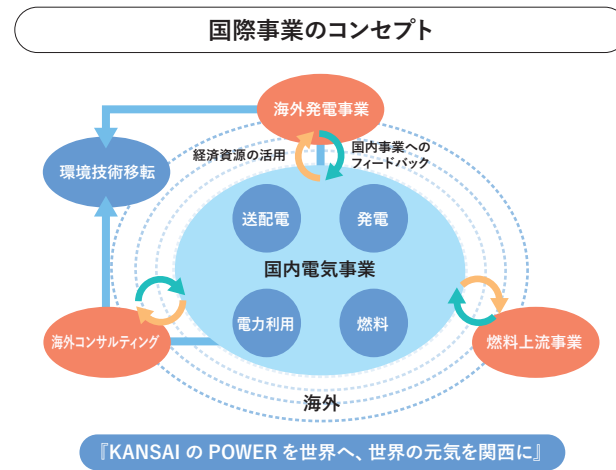 国際事業のコンセプト
海外発電事業
経済資源の活用
国内事業への
フィードバック
環境技術移転
送配電
発電
国内電気事業
電力利用
燃料
海外コンサルティング
燃料上流事業
海外
『KANSAI の POWER を世界へ、世界の元気を関西に』